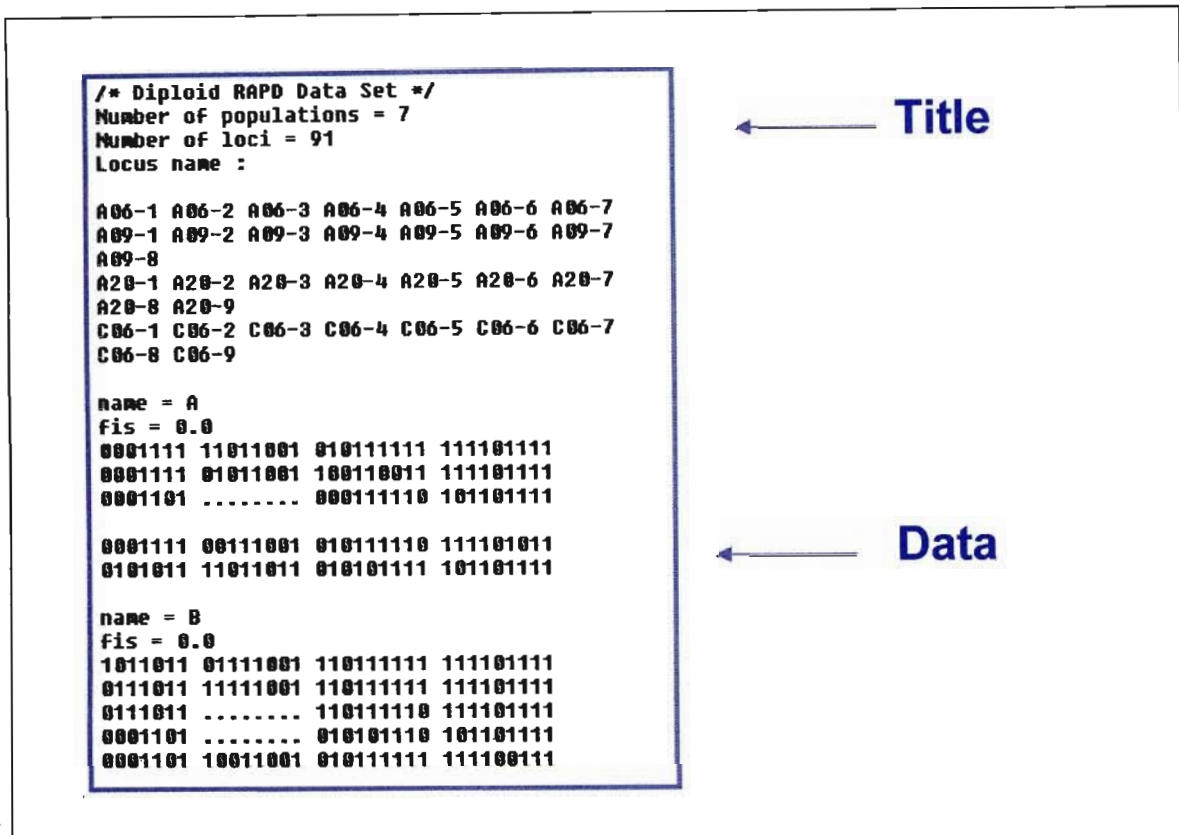 /* Diploid RAPD Data Set */
Number of populations = 7
Number of loci = 91
Locus name :
A06-1 A06-2 A06-3 A06-4 A06-5 A06-6 A06-7
A09-1 A09-2 A09-3 A09-4 A09-5 A09-6 A09-7
A09-8
A20-1 A20-2 A20-3 A20-4 A20-5 A20-6 A20-7
A20-8 A20-9
C06-1 C06-2 C06-3 C06-4 C06-5 C06-6 C06-7
C06-8 C06-9
name = A
fis = 0.0
0001111 11011001 010111111 111101111
0001111 01011001 100110011 111101111
0001101 ........ 000111110 101101111
0001111 00111001 010111110 111101011
0101011 11011011 010101111 101101111
name = B
fis = 0.0
1011011 01111001 110111111 111101111
0111011 11111001 110111111 111101111
0111011 ........ 110111110 111101111
0001101 ........ 010101110 101101111
0001101 10011001 010111111 111100111
Title
Data